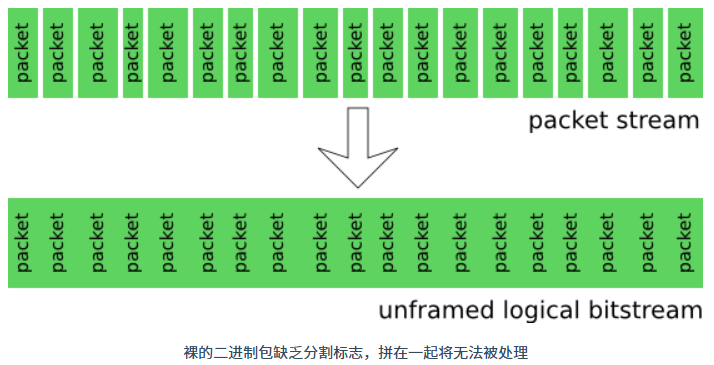 packet packet packet packet packet packet packet packet packet packet packet packet packet packet packet packet packet packet packet
packet stream
packet packet packet packet packet packet packet packet packet packet packet packet packet packet packet packet packet packet packet
unframed logical bitstream
裸的二进制包缺乏分割标志，拼在一起将无法被处理